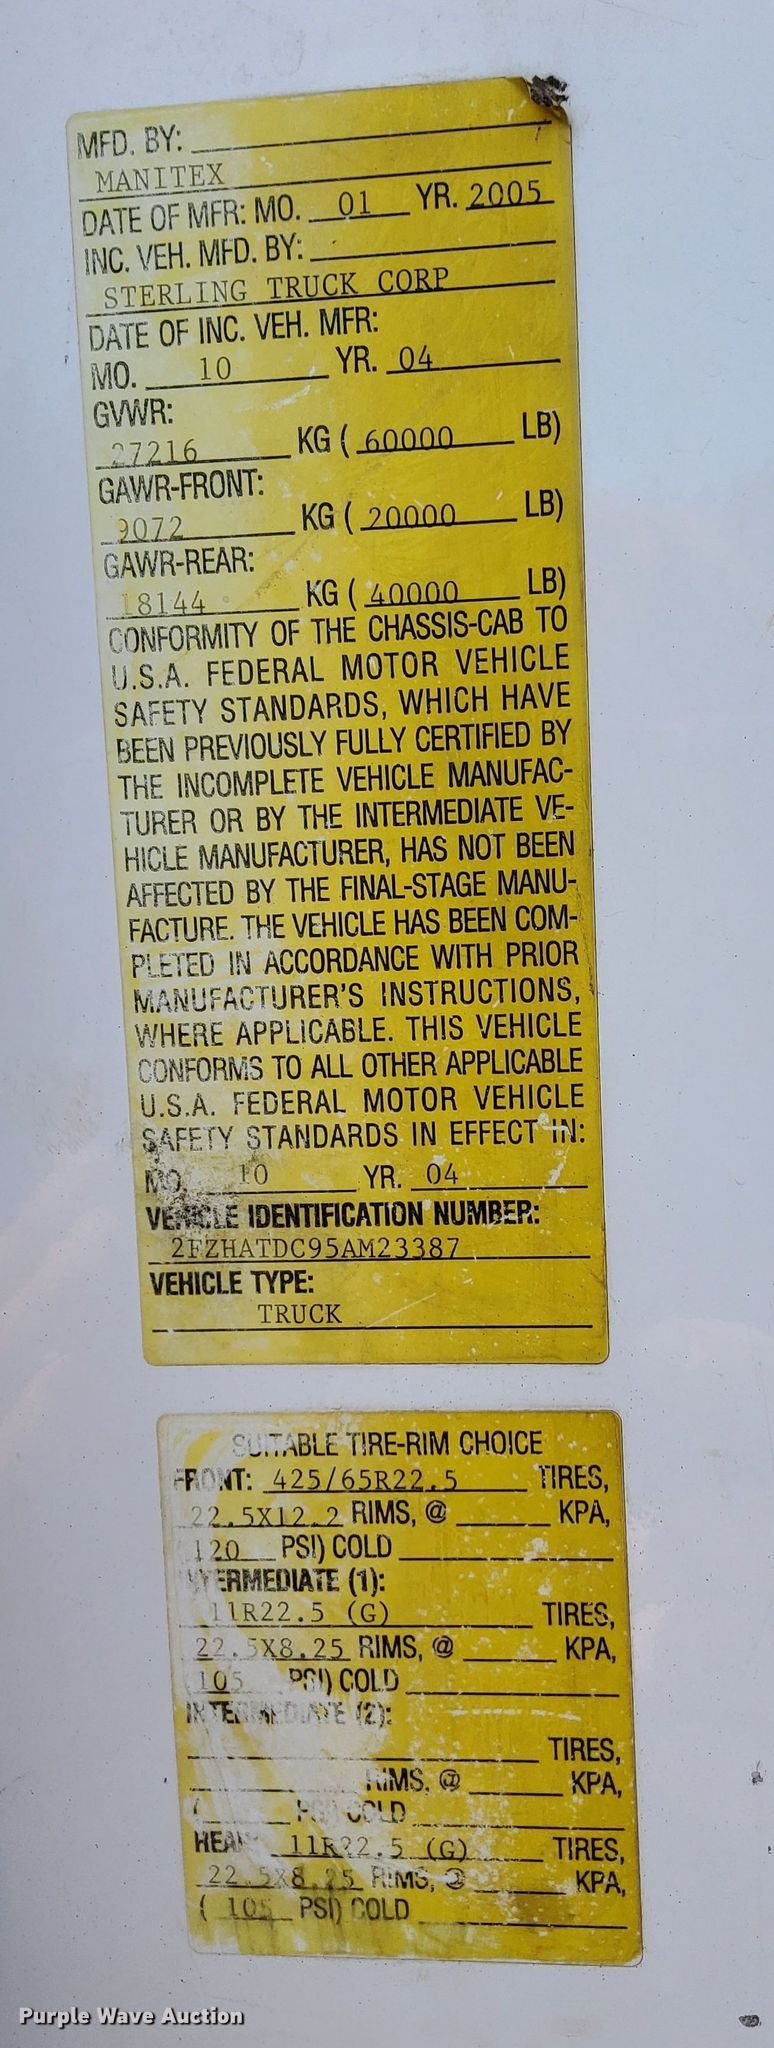 MFD. BY:
MANITEX
DATE OF MFR: MO. 01 YR. 2005
INC. VEH. MFD. BY:
STERLING TRUCK CORP
DATE OF INC. VEH. MFR:
MO. 10 YR. 04
GVWR:
27216 KG ( 60000 LB)
GAWR-FRONT:
9072 KG ( 20000 LB)
GAWR-REAR:
18144 KG ( 40000 LB)
CONFORMITY OF THE CHASSIS-CAB TO
U.S.A. FEDERAL MOTOR VEHICLE
SAFETY STANDARDS, WHICH HAVE
BEEN PREVIOUSLY FULLY CERTIFIED BY
THE INCOMPLETE VEHICLE MANUFAC-
TURER OR BY THE INTERMEDIATE VE-
HICLE MANUFACTURER, HAS NOT BEEN
AFFECTED BY THE FINAL-STAGE MANU-
FACTURE. THE VEHICLE HAS BEEN COM-
PLETED IN ACCORDANCE WITH PRIOR
MANUFACTURER'S INSTRUCTIONS,
WHERE APPLICABLE. THIS VEHICLE
CONFORMS TO ALL OTHER APPLICABLE
U.S.A. FEDERAL MOTOR VEHICLE
SAFETY STANDARDS IN EFFECT IN:
MO. 10 YR. 04
VEHICLE IDENTIFICATION NUMBER:
2FZHATDC95AM23387
VEHICLE TYPE:
TRUCK
SUITABLE TIRE-RIM CHOICE
FRONT: 425/65R22.5 TIRES,
22.5X12.2 RIMS, @ KPA,
(120 PSI) COLD
INTERMEDIATE (1):
11R22.5 (G) TIRES,
22.5X8.25 RIMS, @ KPA,
(105 PSI) COLD
INTERMEDIATE (2):
TIRES,
RIMS, @ KPA,
( PSI) COLD
REAR: 11R22.5 (G) TIRES,
22.5X8.25 RIMS, @ KPA,
( 105 PSI) COLD
Purple Wave Auction